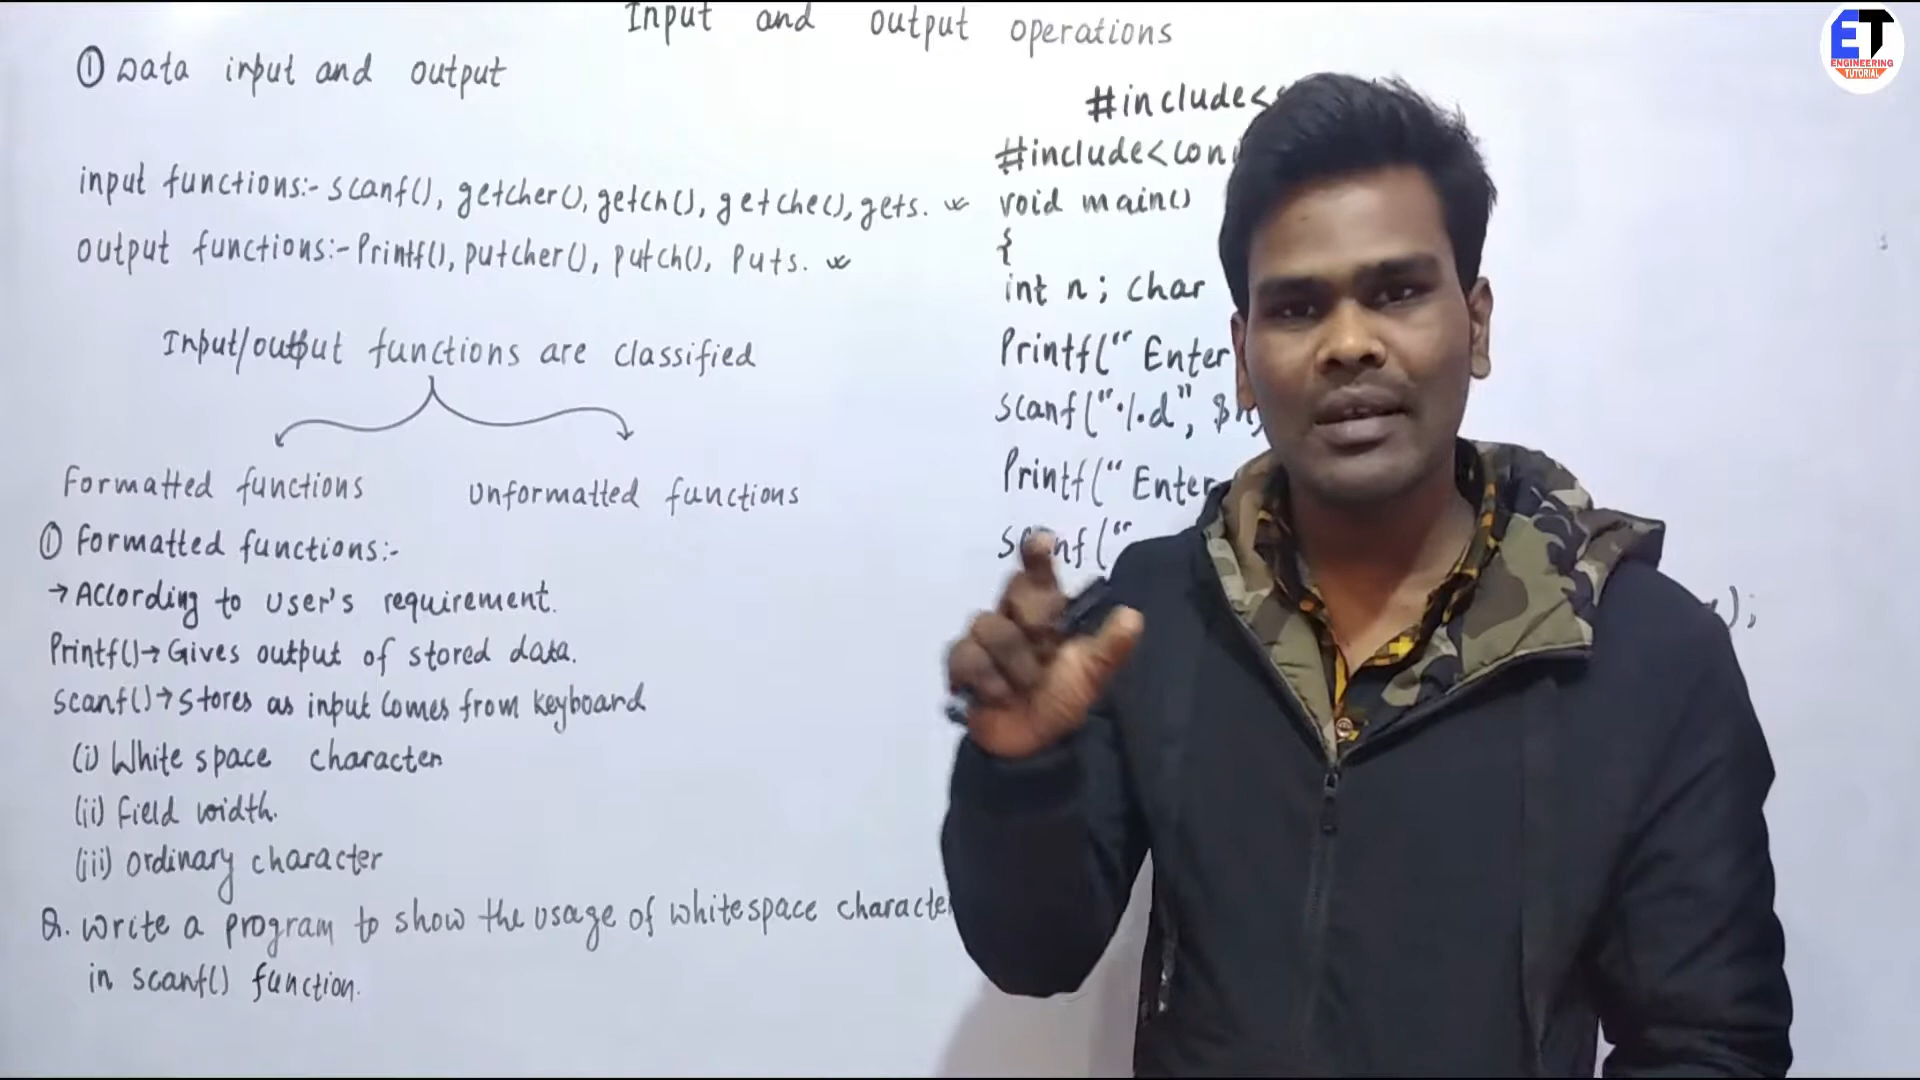 Input and output operations
① Data input and output
input functions:- scanf(), getcher(), getch(), getche(), gets.
output functions:- Printf(), putcher(), putch(), Puts.
Input/output functions are classified
Formatted functions
Unformatted functions
① Formatted functions:-
→ According to user's requirement.
Printf()→ Gives output of stored data.
scanf()→ Stores as input comes from keyboard
(i) White space character
(ii) Field width.
(iii) ordinary character
Q. Write a program to show the usage of whitespace character
in scanf() function.
#include<
#include<coni
void main()
{
int n; char
Printf(" Enter
scanf("%d", $n
Printf(" Enter
scanf("
);
ET
ENGINEERING
TUTORIAL